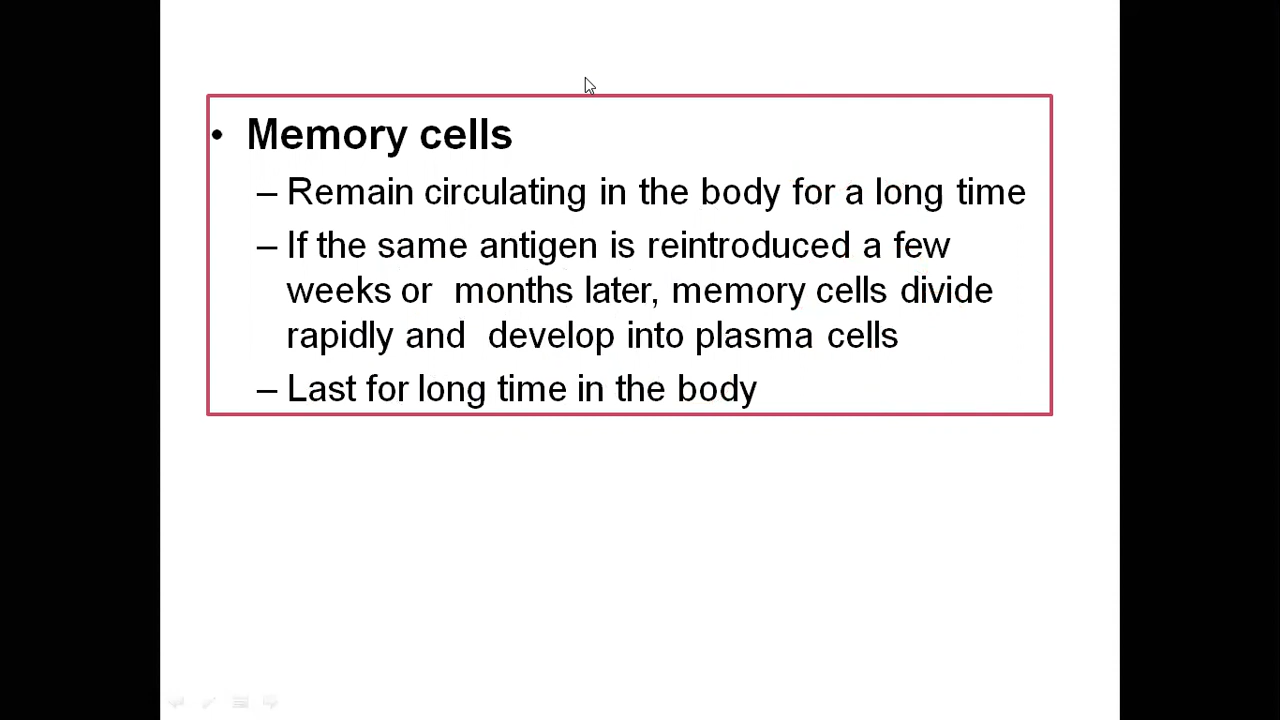 • Memory cells
– Remain circulating in the body for a long time
– If the same antigen is reintroduced a few
weeks or  months later, memory cells divide
rapidly and  develop into plasma cells
– Last for long time in the body